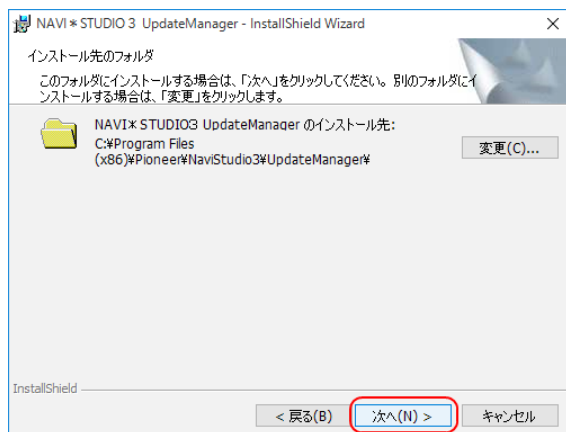 NAVI＊STUDIO 3 UpdateManager - InstallShield Wizard
インストール先のフォルダ
このフォルダにインストールする場合は、「次へ」をクリックしてください。別のフォルダにイ
ンストールする場合は、「変更」をクリックします。
NAVI＊STUDIO3 UpdateManager のインストール先:
C:¥Program Files
(x86)¥Pioneer¥NaviStudio3¥UpdateManager¥
変更(C)...
InstallShield
< 戻る(B)
次へ(N) >
キャンセル